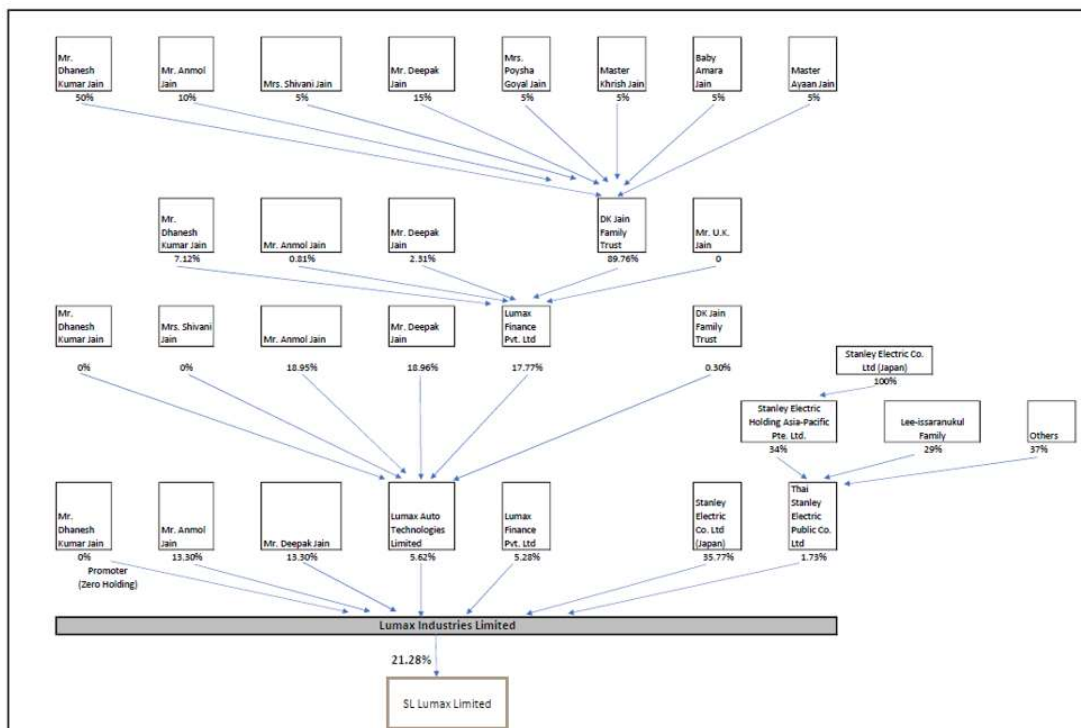 Mr.
Dhanesh
Kumar Jain
50%
Mr. Anmol
Jain
10%
Mrs. Shivani Jain
5%
Mr. Deepak
Jain
15%
Mrs.
Poysha
Goyal Jain
5%
Master
Khrish Jain
5%
Baby
Amara
Jain
5%
Master
Ayaan Jain
5%
Mr.
Dhanesh
Kumar Jain
7.12%
Mr. Anmol Jain
0.81%
Mr. Deepak
Jain
2.31%
DK Jain
Family
Trust
89.76%
Mr. U.K.
Jain
0
Mr.
Dhanesh
Kumar Jain
0%
Mrs. Shivani
Jain
0%
Mr. Anmol Jain
18.95%
Mr. Deepak
Jain
18.96%
Lumax
Finance
Pvt. Ltd
17.77%
DK Jain
Family
Trust
0.30%
Stanley Electric Co.
Ltd (Japan)
100%
Stanley Electric
Holding Asia-Pacific
Pte. Ltd.
34%
Lee-issaranukul
Family
29%
Others
37%
Mr.
Dhanesh
Kumar Jain
0%
Promoter
(Zero Holding)
Mr. Anmol
Jain
13.30%
Mr. Deepak Jain
13.30%
Lumax Auto
Technologies
Limited
5.62%
Lumax
Finance
Pvt. Ltd
5.28%
Stanley
Electric
Co. Ltd
(Japan)
35.77%
Thai
Stanley
Electric
Public Co.
Ltd
1.73%
Lumax Industries Limited
21.28%
SL Lumax Limited